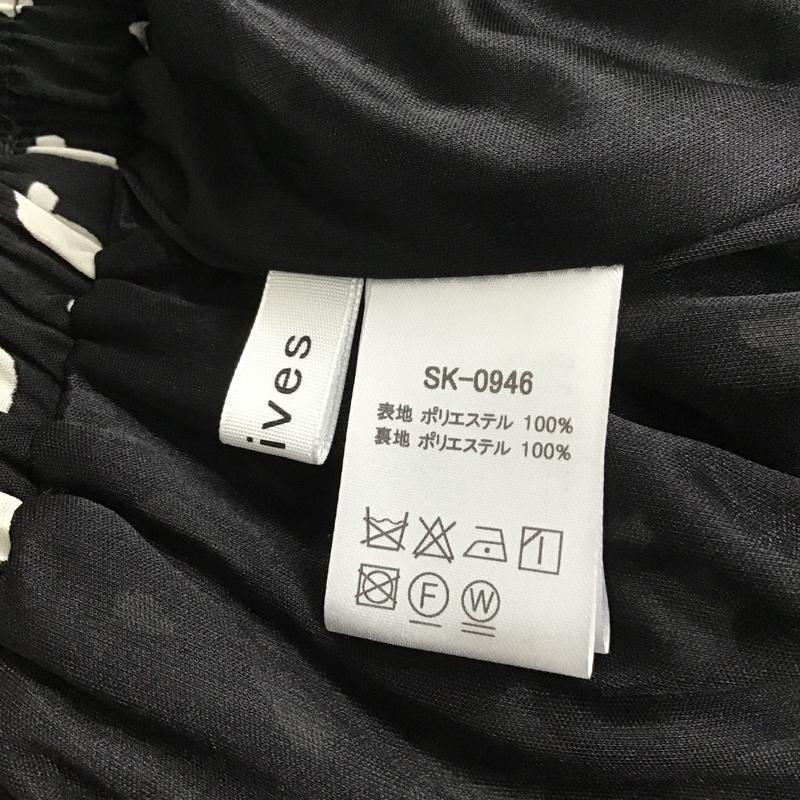 ives
SK-0946
表地 ポリエステル 100%
裏地 ポリエステル 100%
F W